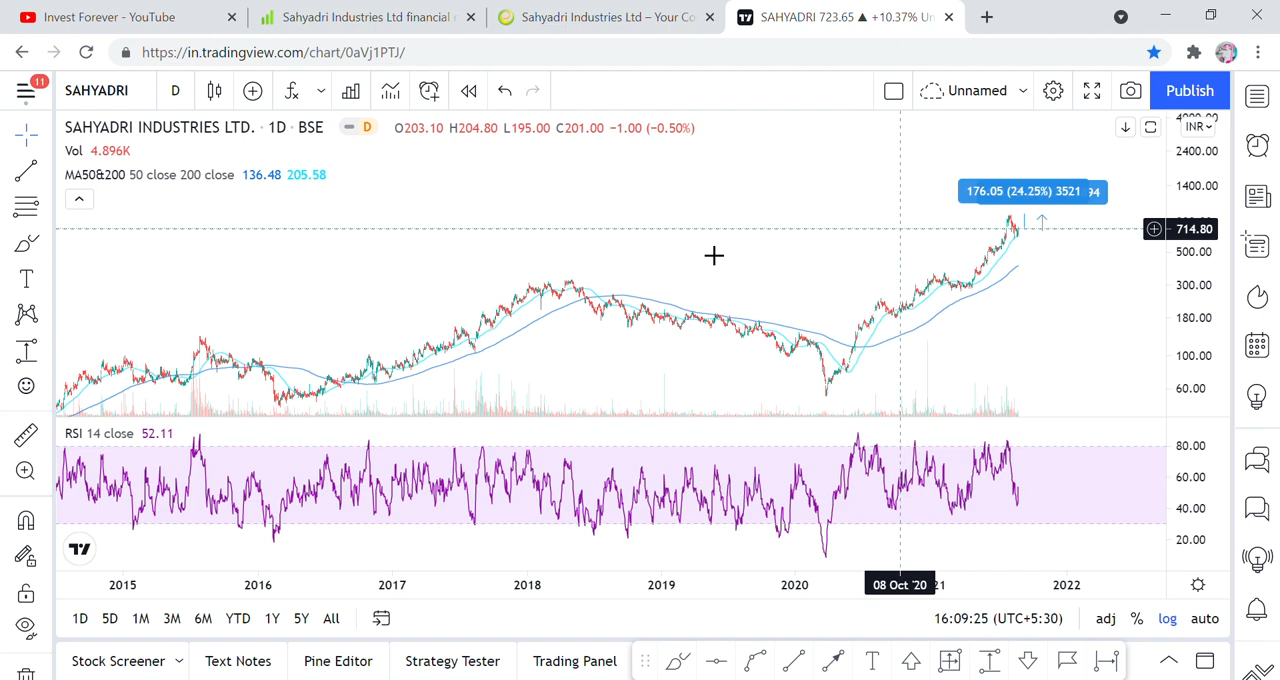 Invest Forever - YouTube
Sahyadri Industries Ltd financial
Sahyadri Industries Ltd – Your Co
SAHYADRI 723.65 ▲ +10.37% Un
https://in.tradingview.com/chart/0aVj1PTJ/
11
SAHYADRI D
Unnamed
Publish
SAHYADRI INDUSTRIES LTD. · 1D · BSE
D
O203.10 H204.80 L195.00 C201.00 −1.00 (−0.50%)
INR
4000.00
Vol 4.896K
2400.00
MA50&200 50 close 200 close 136.48 205.58
1400.00
176.05 (24.25%) 3521
94
714.80
500.00
300.00
180.00
100.00
60.00
RSI 14 close 52.11
80.00
60.00
40.00
20.00
2015 2016 2017 2018 2019 2020 08 Oct '20 21 2022
1D 5D 1M 3M 6M YTD 1Y 5Y All
16:09:25 (UTC+5:30) adj % log auto
Stock Screener Text Notes Pine Editor Strategy Tester Trading Panel